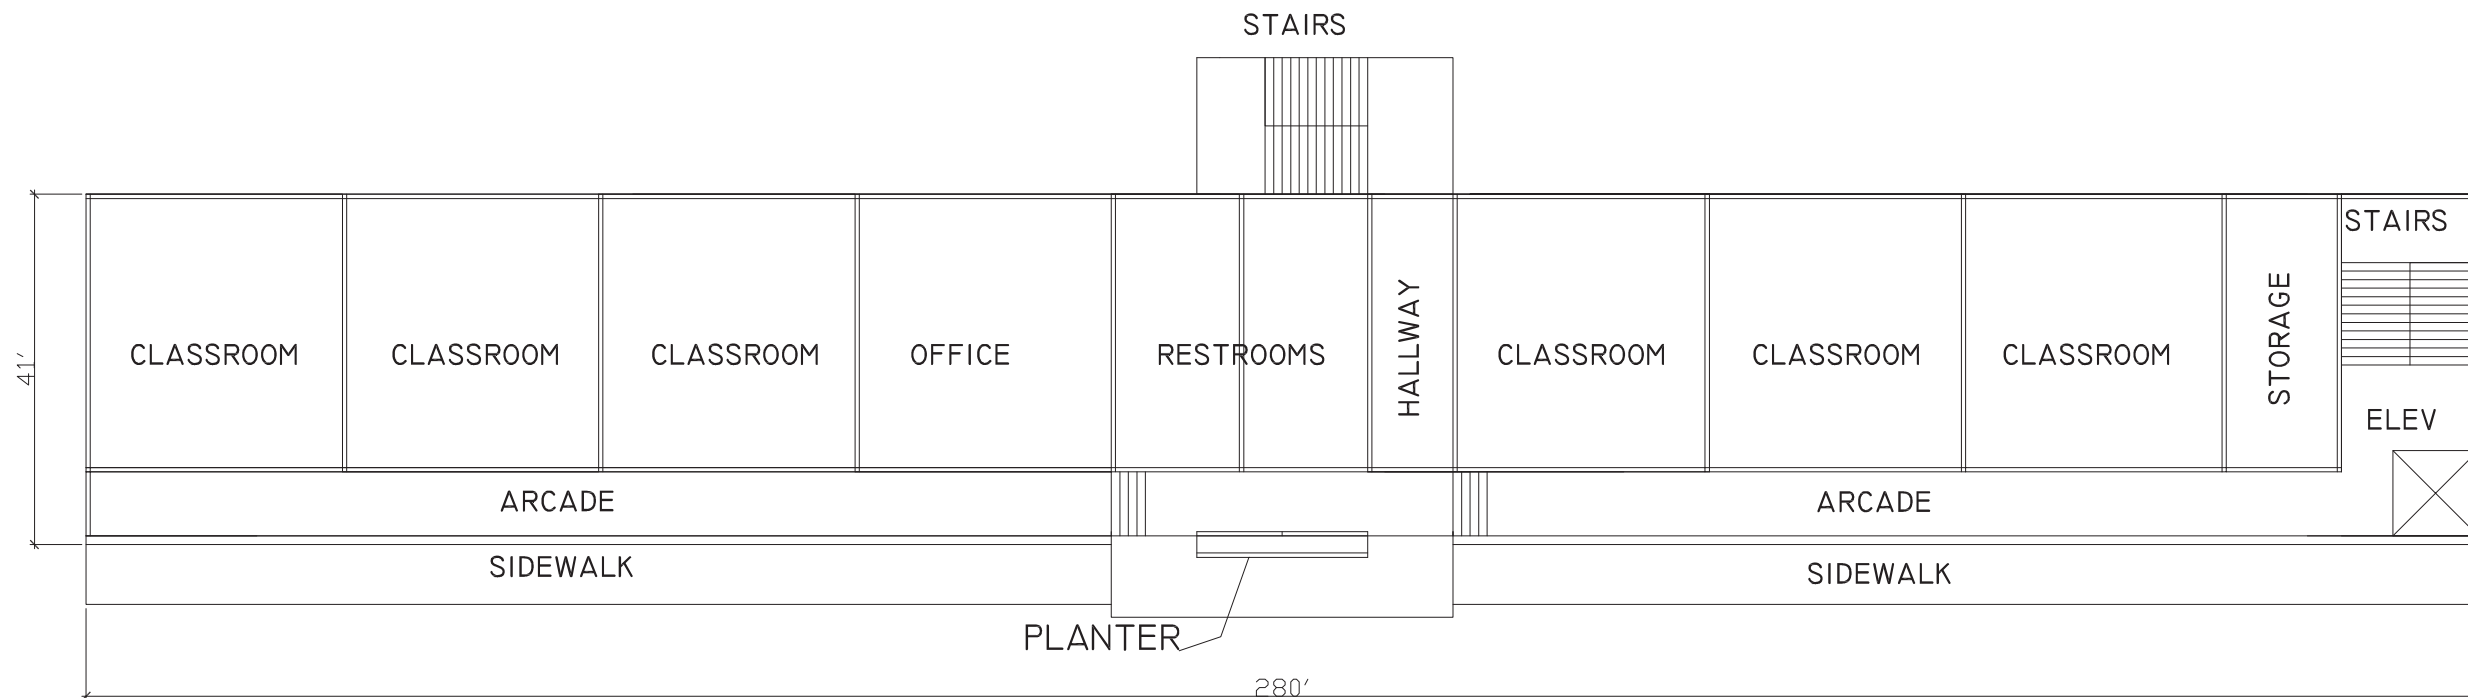 STAIRS
STAIRS
STORAGE
HALLWAY
CLASSROOM
CLASSROOM
CLASSROOM
OFFICE
RESTROOMS
CLASSROOM
CLASSROOM
CLASSROOM
41'
ELEV
ARCADE
ARCADE
SIDEWALK
SIDEWALK
PLANTER
280'